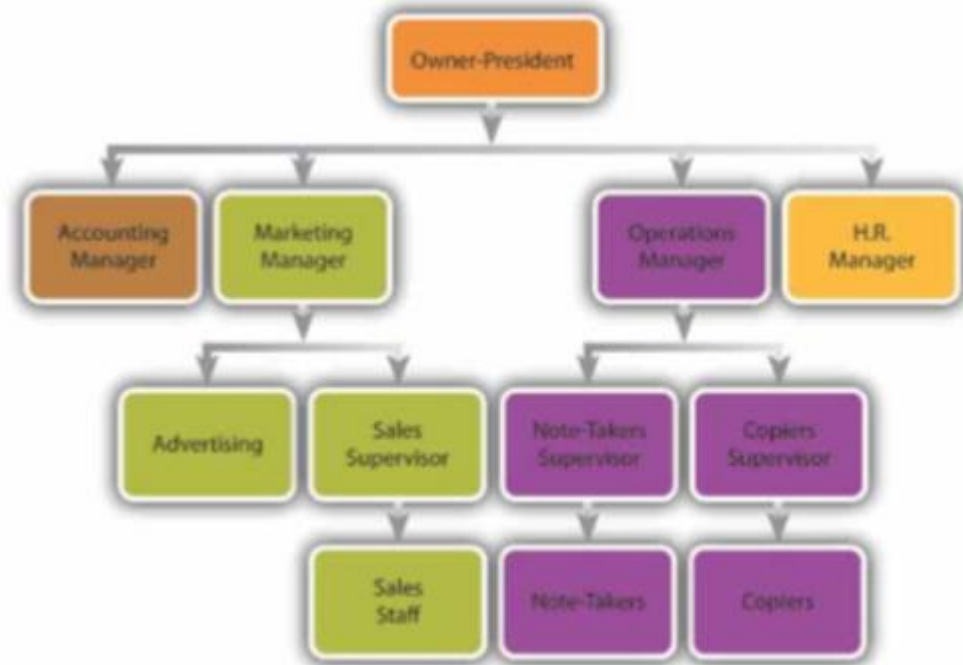 Owner-President
Accounting
Manager
Marketing
Manager
Operations
Manager
H.R.
Manager
Advertising
Sales
Supervisor
Note-Takers
Supervisor
Copiers
Supervisor
Sales
Staff
Note-Takers
Copiers